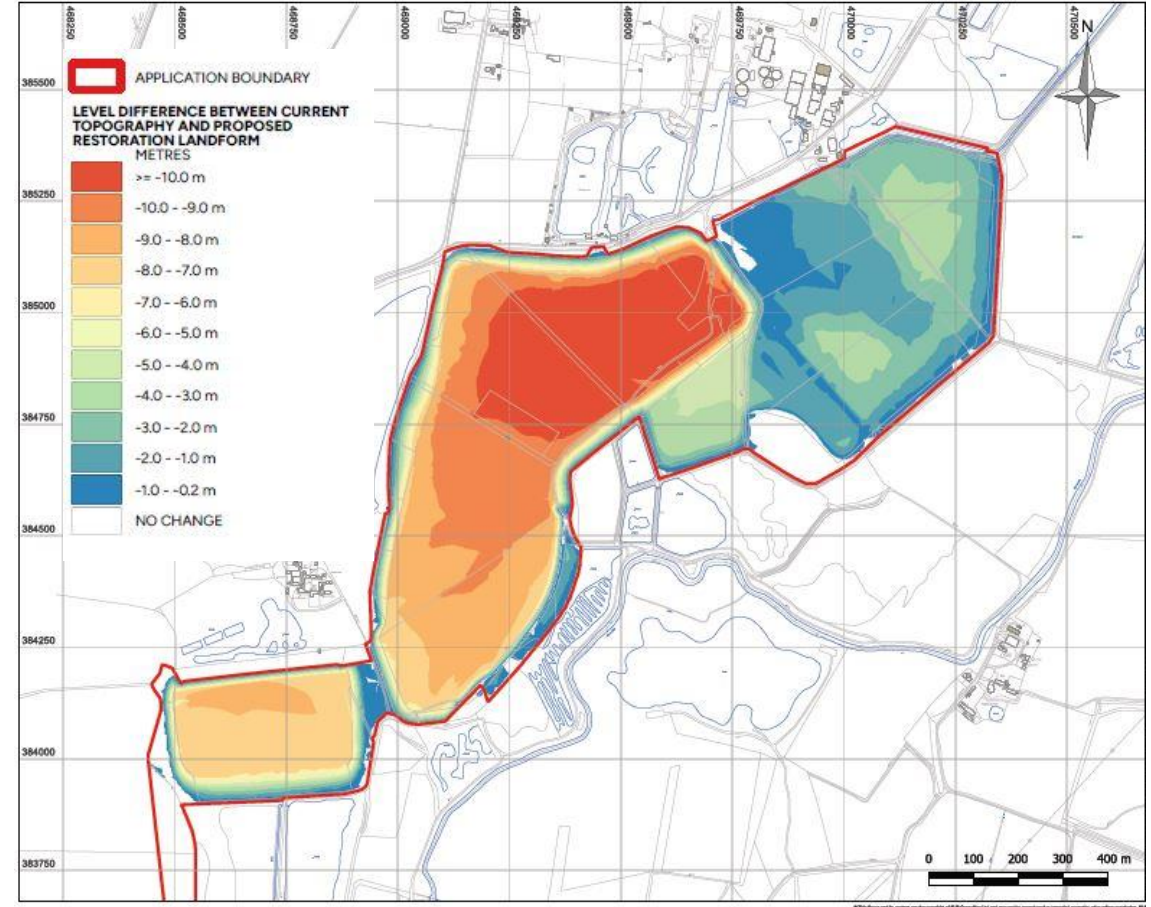 468250
468500
468750
469000
469250
469500
469750
470000
470250
470500
N
385500
385250
385000
384750
384500
384250
384000
383750
APPLICATION BOUNDARY
LEVEL DIFFERENCE BETWEEN CURRENT
TOPOGRAPHY AND PROPOSED
RESTORATION LANDFORM
METRES
>= -10.0 m
-10.0 - -9.0 m
-9.0 - -8.0 m
-8.0 - -7.0 m
-7.0 - -6.0 m
-6.0 - -5.0 m
-5.0 - -4.0 m
-4.0 - -3.0 m
-3.0 - -2.0 m
-2.0 - -1.0 m
-1.0 - -0.2 m
NO CHANGE
0 100 200 300 400 m